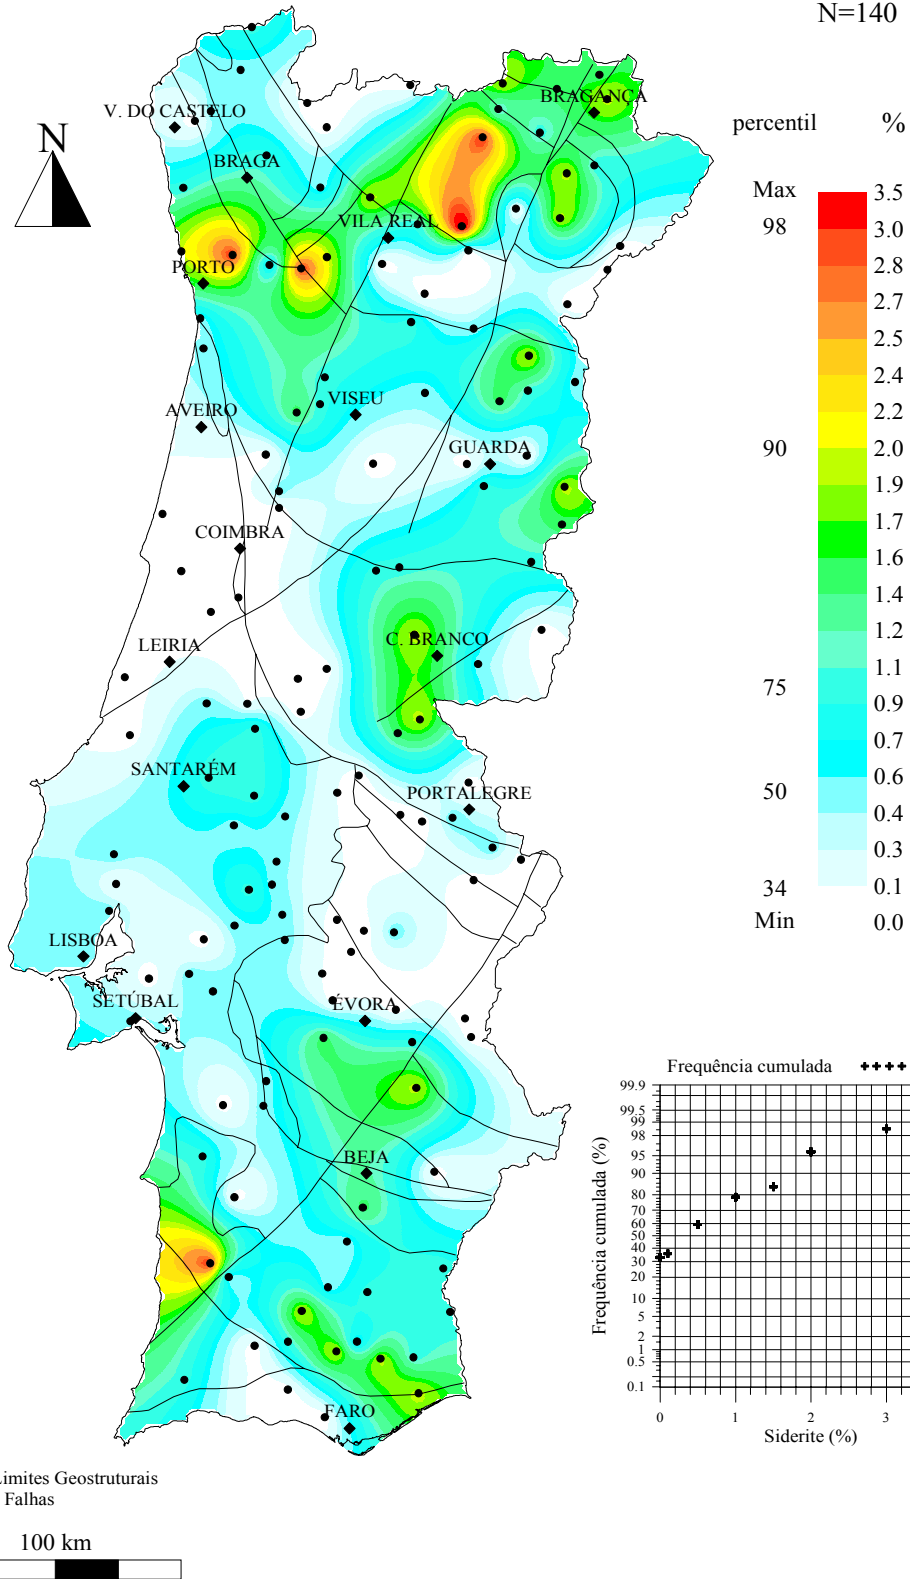 N=140
N
V. DO CASTELO
BRAGANÇA
BRAGA
VILA REAL
PORTO
AVEIRO
VISEU
GUARDA
COIMBRA
LEIRIA
C. BRANCO
SANTARÉM
PORTALEGRE
LISBOA
SETÚBAL
ÉVORA
BEJA
FARO
percentil %
Max 3.5
98 3.0
2.8
2.7
2.5
2.4
2.2
90 2.0
1.9
1.7
1.6
1.4
1.2
75 1.1
0.9
0.7
50 0.6
0.4
0.3
34 0.1
Min 0.0
Frequência cumulada
Frequência cumulada (%)
99.9
99.5
99
98
95
90
80
70
60
50
40
30
20
10
5
2
1
0.5
0.1
0 1 2 3
Siderite (%)
imites Geostruturais
Falhas
100 km